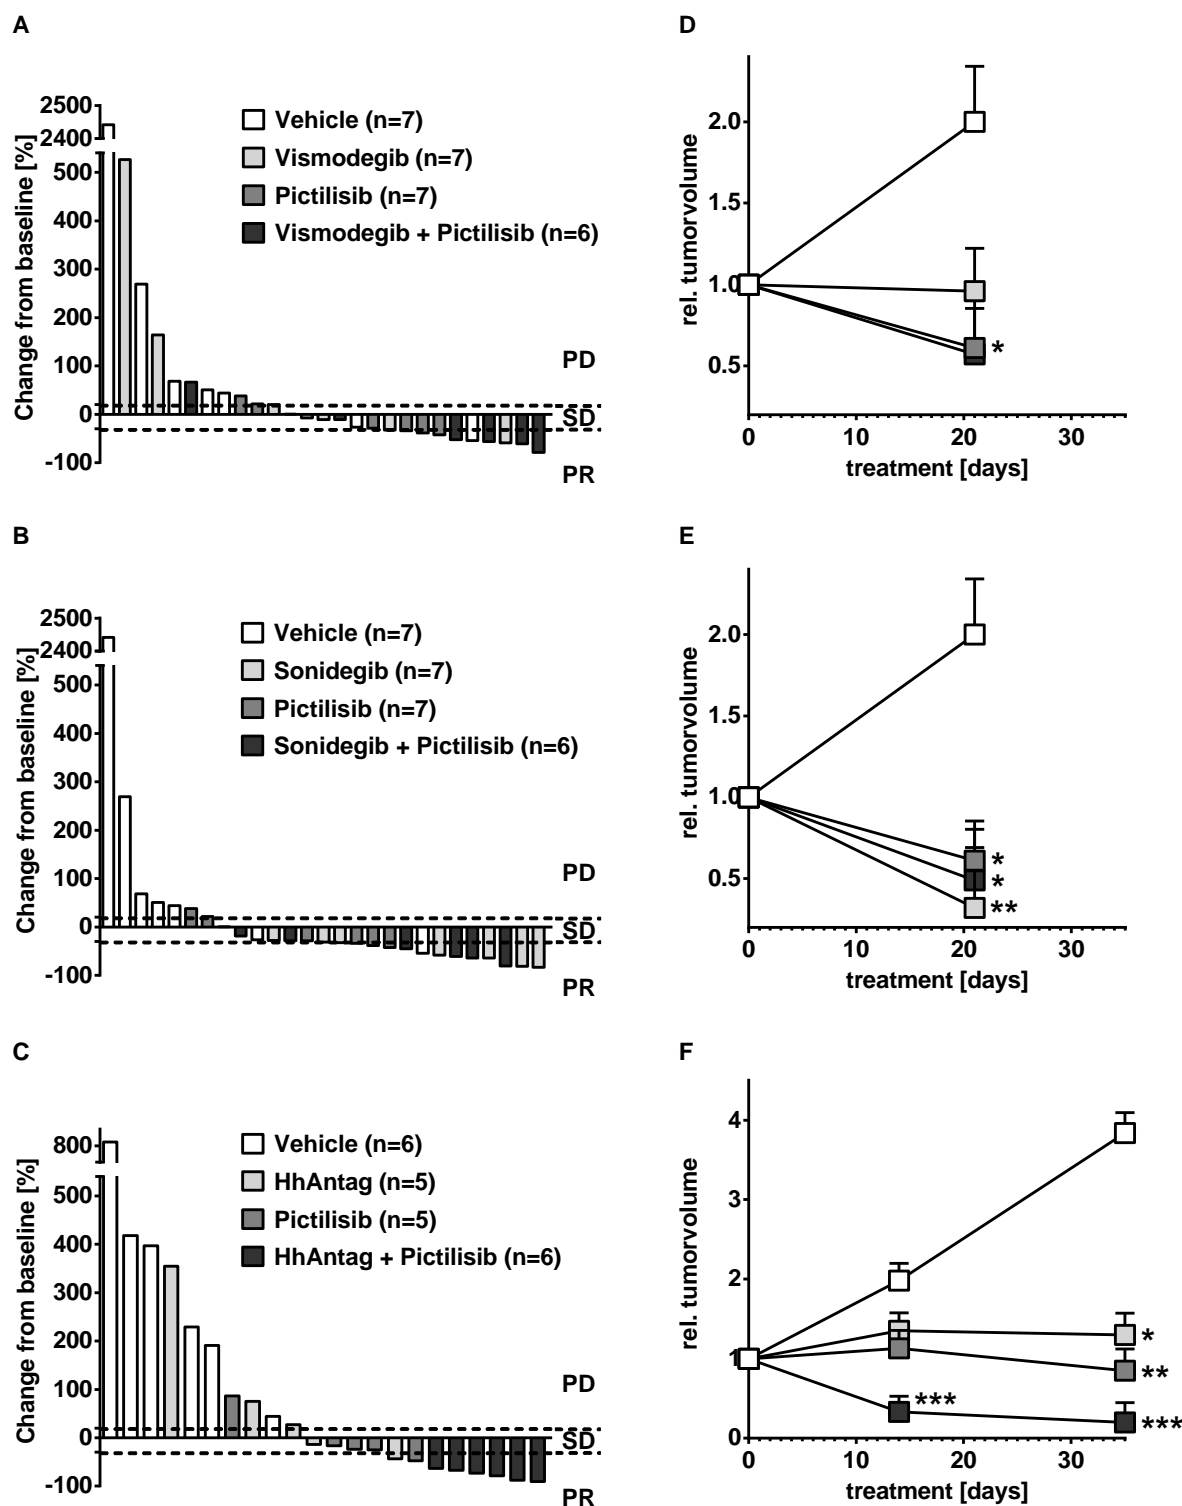 A
Change from baseline [%]
2500
2400
500
400
300
200
100
0
-100
Vehicle (n=7)
Vismodegib (n=7)
Pictilisib (n=7)
Vismodegib + Pictilisib (n=6)
PD
SD
PR
D
rel. tumorvolume
2.0
1.5
1.0
0.5
*
0 10 20 30
treatment [days]
B
Change from baseline [%]
2500
2400
500
400
300
200
100
0
-100
Vehicle (n=7)
Sonidegib (n=7)
Pictilisib (n=7)
Sonidegib + Pictilisib (n=6)
PD
SD
PR
E
rel. tumorvolume
2.0
1.5
1.0
0.5
*
*
**
0 10 20 30
treatment [days]
C
Change from baseline [%]
800
500
400
300
200
100
0
-100
Vehicle (n=6)
HhAntag (n=5)
Pictilisib (n=5)
HhAntag + Pictilisib (n=6)
PD
SD
PR
F
rel. tumorvolume
4
3
2
1
0
*
**
***
***
0 10 20 30
treatment [days]